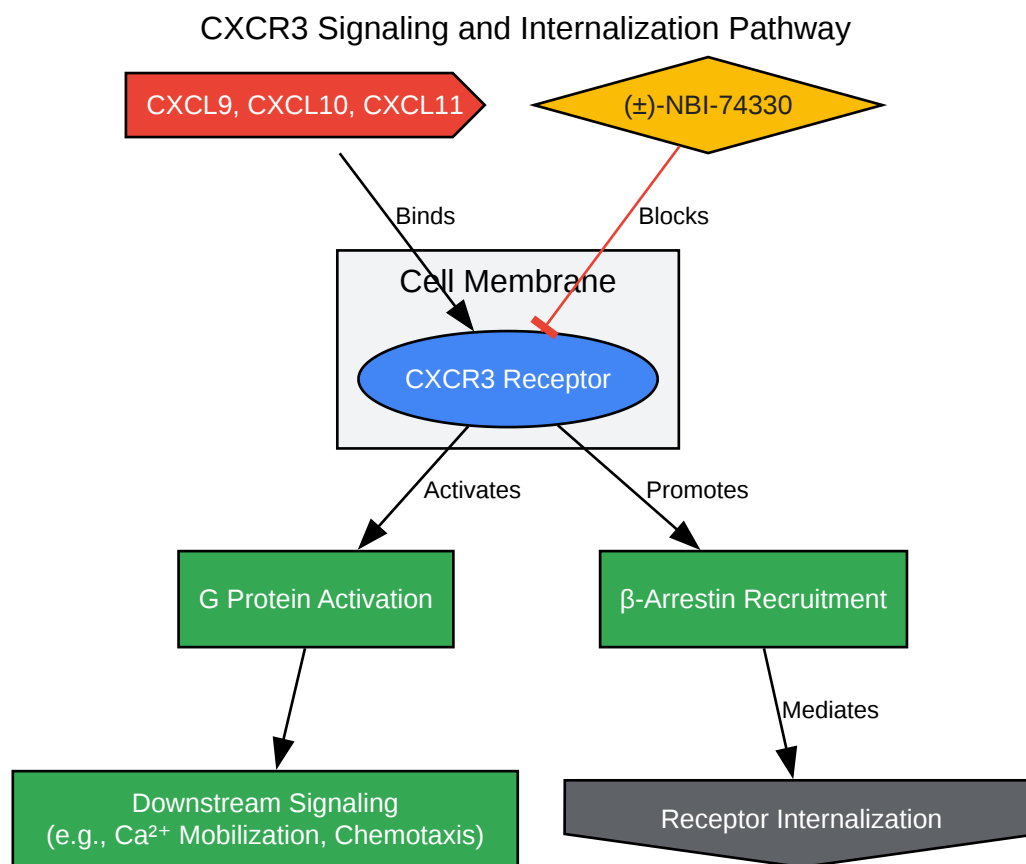 CXCR3 Signaling and Internalization Pathway
CXCL9, CXCL10, CXCL11
(±)-NBI-74330
Binds
Blocks
Cell Membrane
CXCR3 Receptor
Activates
Promotes
G Protein Activation
β-Arrestin Recruitment
Mediates
Downstream Signaling
(e.g., Ca²⁺ Mobilization, Chemotaxis)
Receptor Internalization